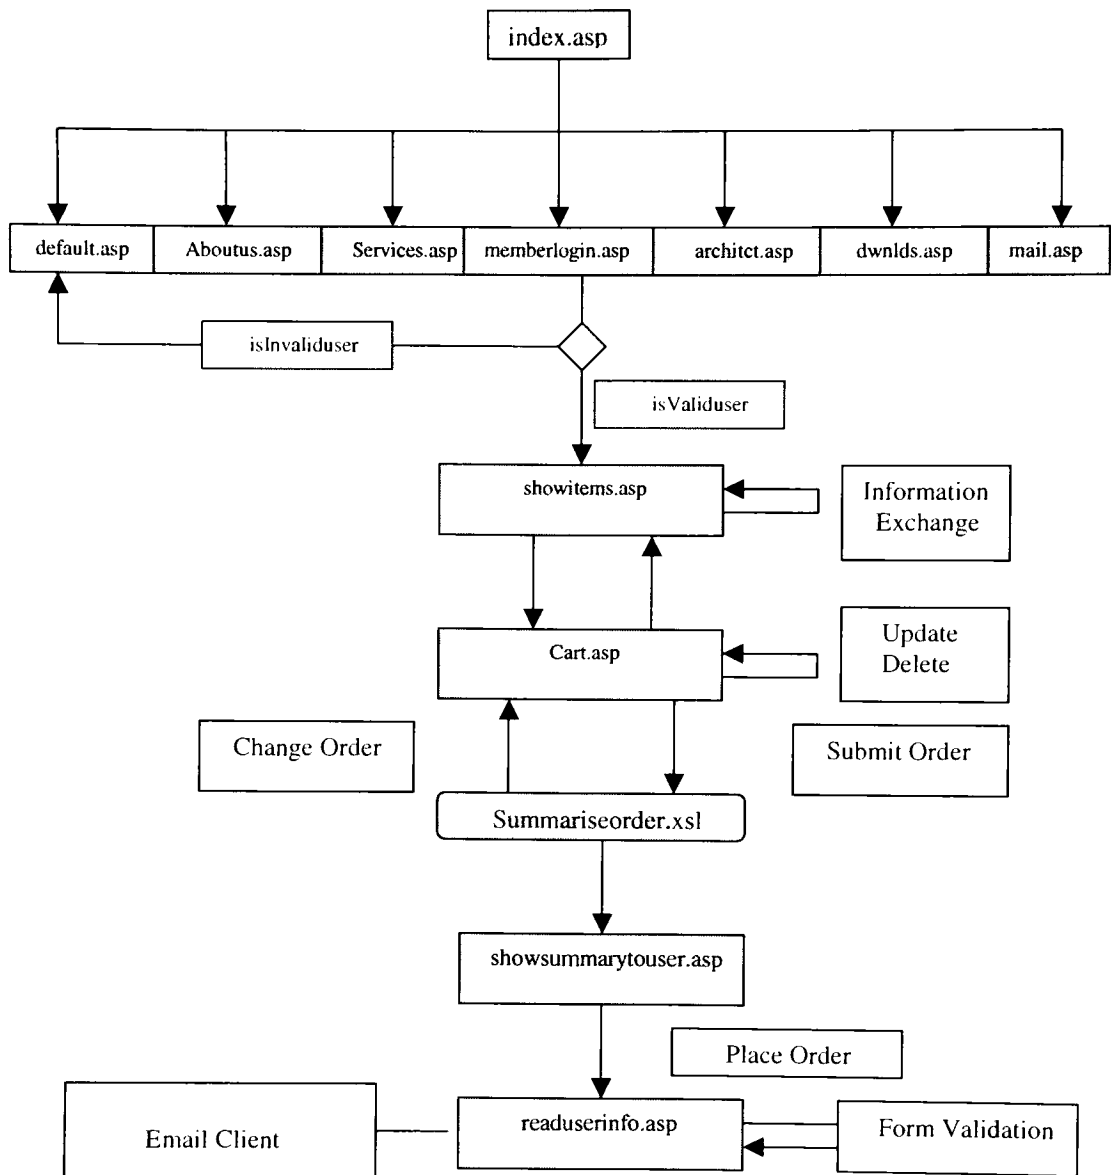 index.asp
default.asp
Aboutus.asp
Services.asp
memberlogin.asp
architct.asp
dwnlds.asp
mail.asp
isInvaliduser
isValiduser
showitems.asp
Information
Exchange
Cart.asp
Update
Delete
Change Order
Submit Order
Summariseorder.xsl
showsummarytouser.asp
Place Order
readuserinfo.asp
Email Client
Form Validation